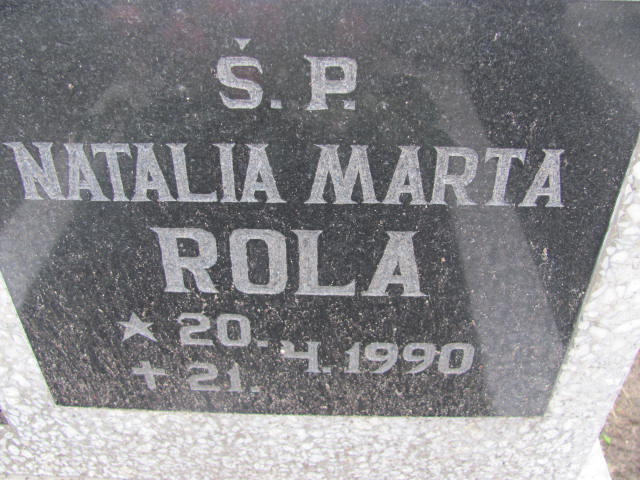 Ś.P.
NATALIA MARTA
ROLA
★ 20. 4. 1990
+ 21.